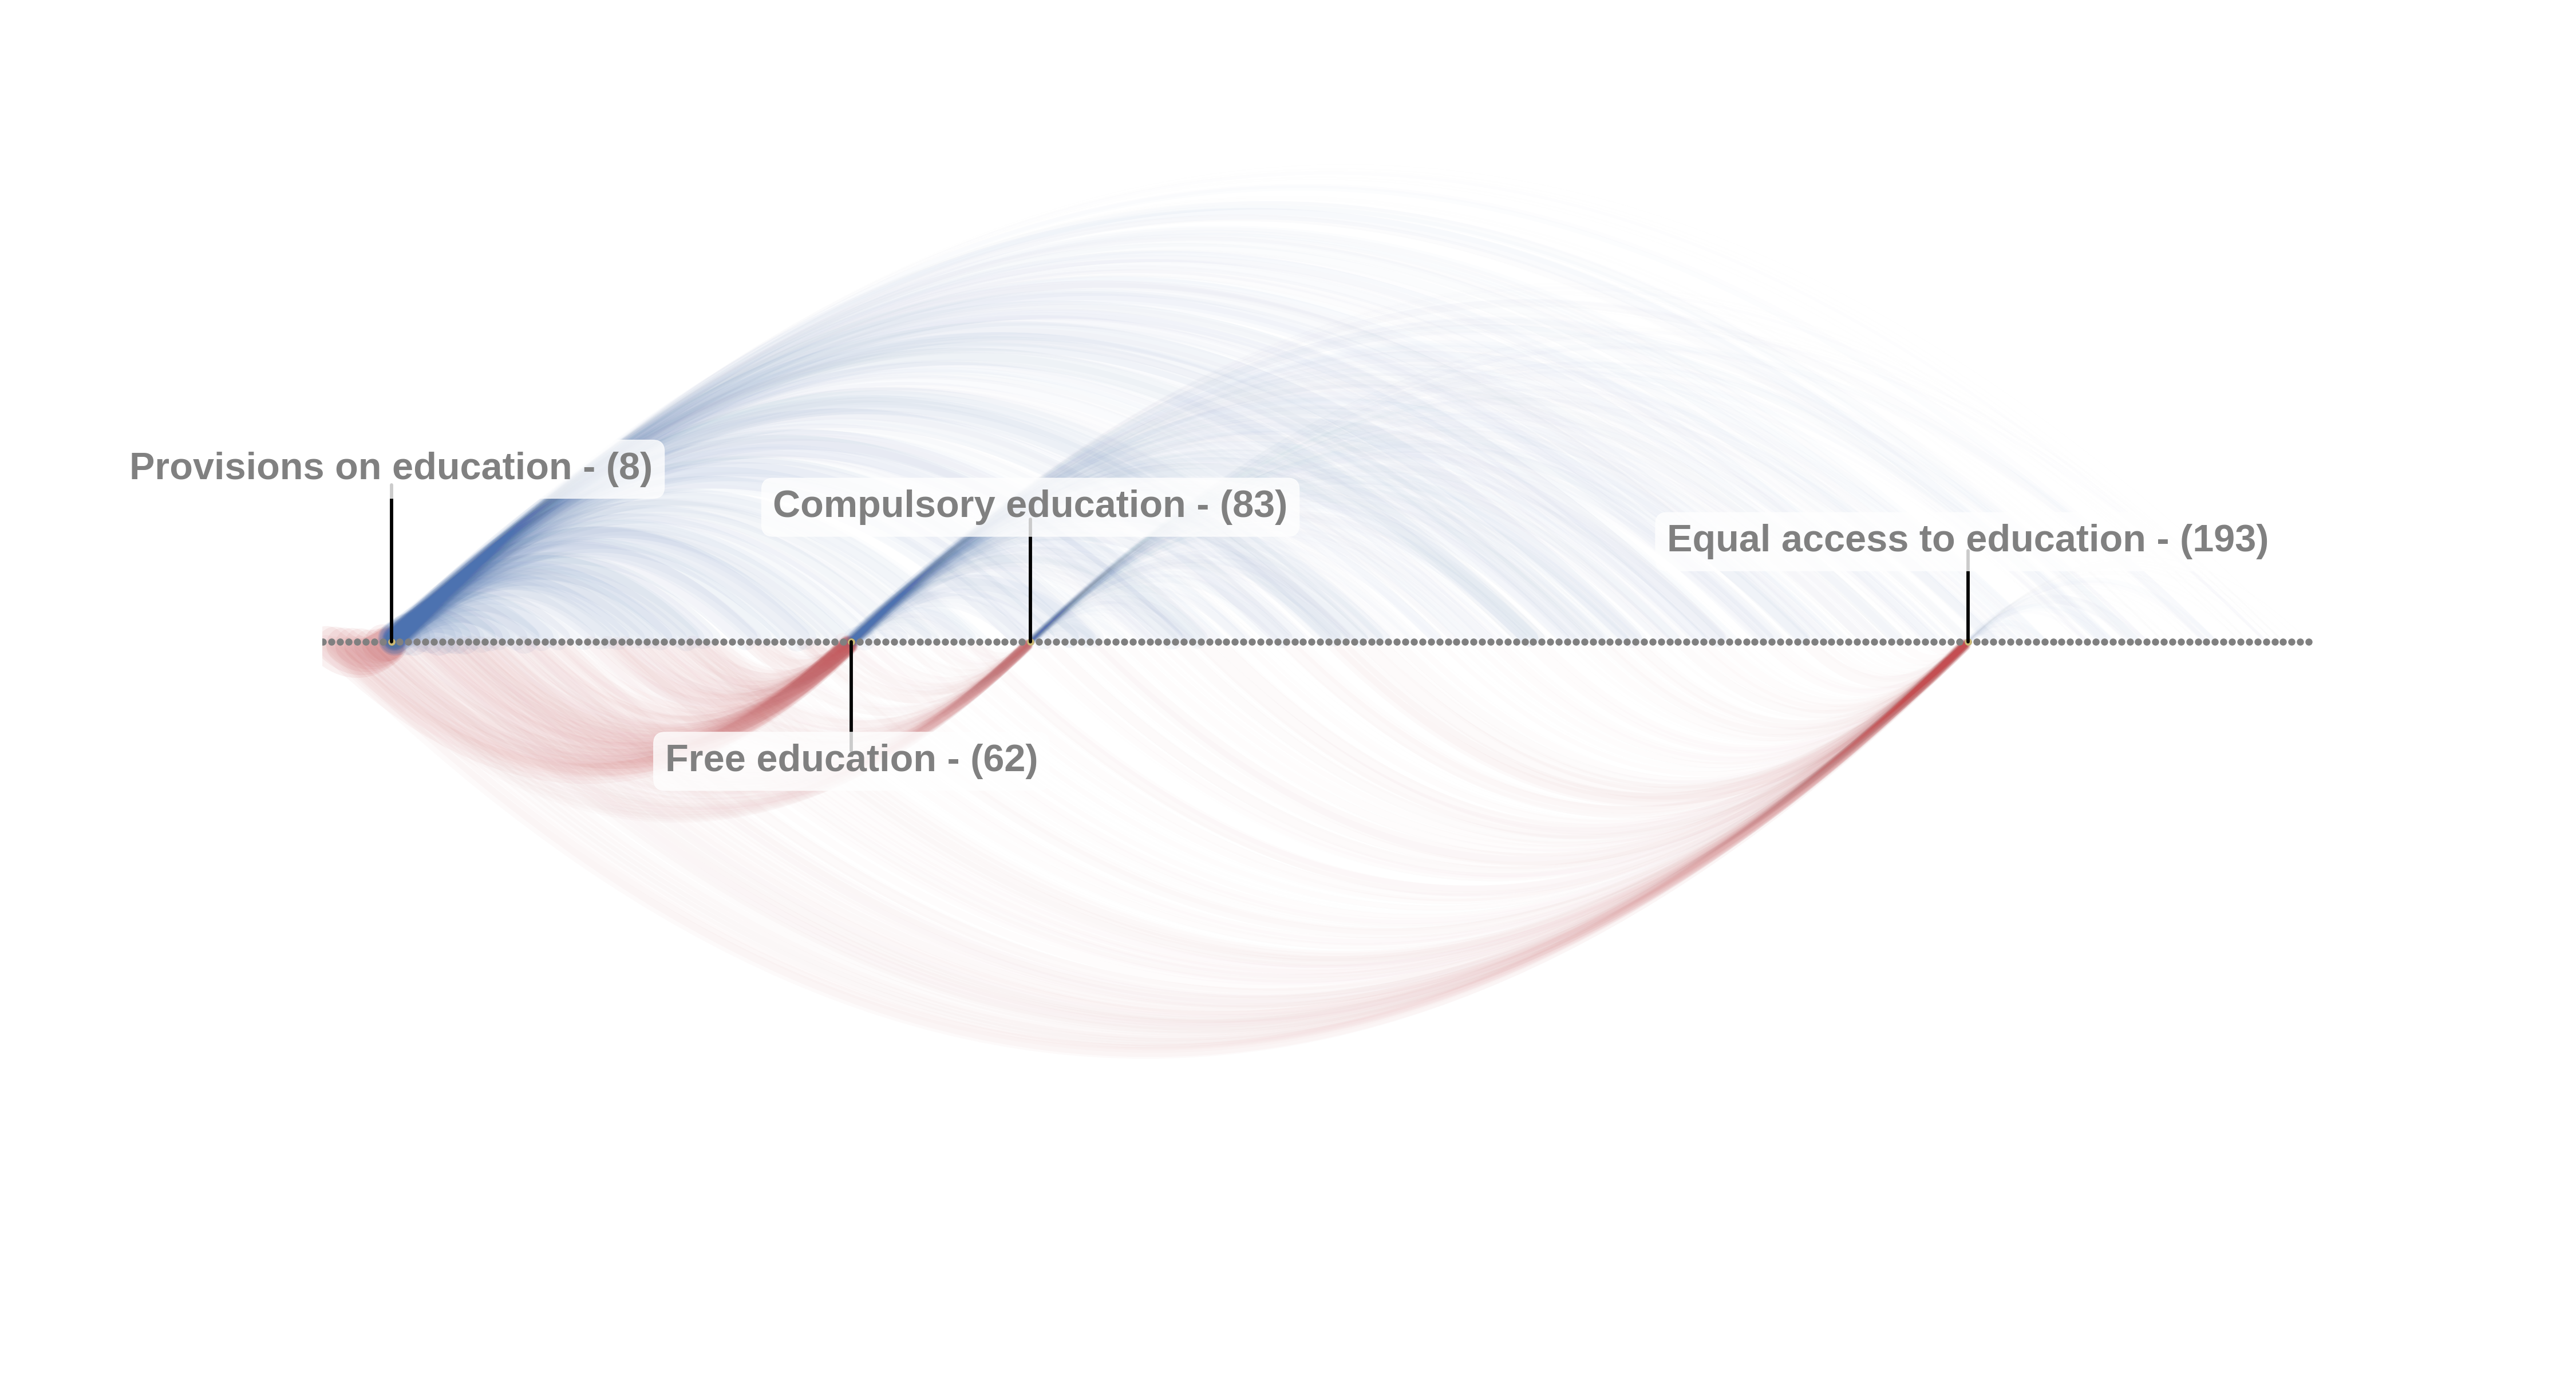 Provisions on education - (8)
Compulsory education - (83)
Equal access to education - (193)
Free education - (62)